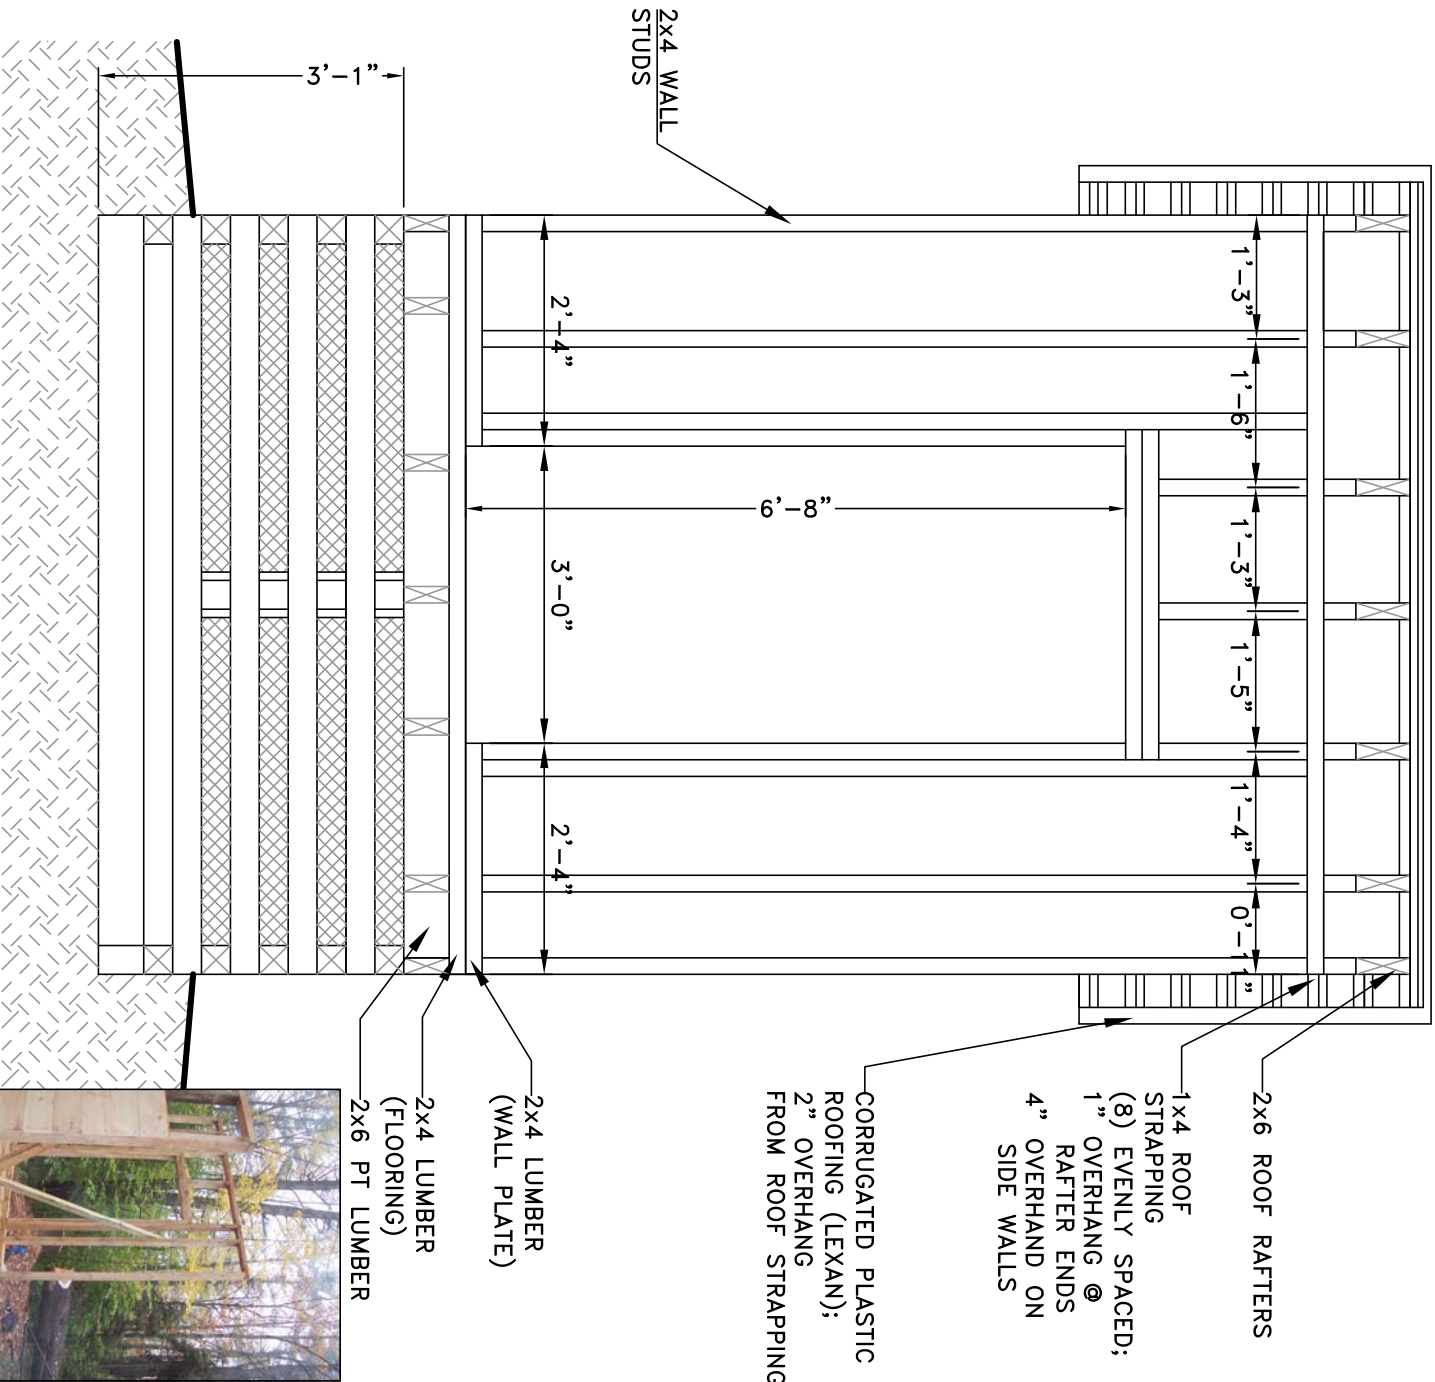 2x4 WALL
STUDS
3'-1"
1'-3"
1'-6"
1'-3"
1'-5"
1'-4"
0'-11"
2'-4"
3'-0"
2'-4"
6'-8"
2x6 ROOF RAFTERS
1x4 ROOF
STRAPPING
(8) EVENLY SPACED;
1" OVERHANG @
RAFTER ENDS
4" OVERHAND ON
SIDE WALLS
CORRUGATED PLASTIC
ROOFING (LEXAN);
2" OVERHANG
FROM ROOF STRAPPING
2x4 LUMBER
(WALL PLATE)
2x4 LUMBER
(FLOORING)
2x6 PT LUMBER